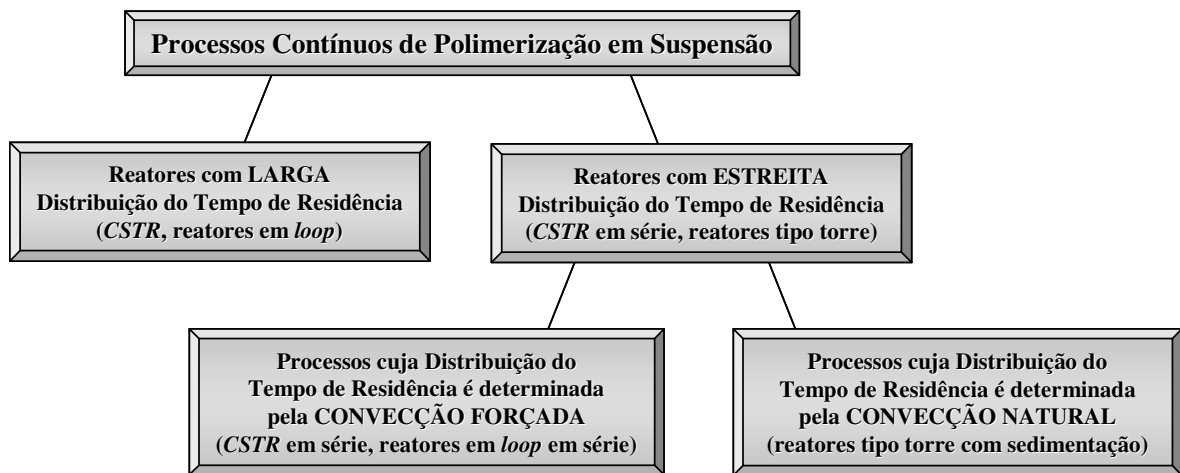 Processos Contínuos de Polimerização em Suspensão
Reatores com LARGA
Distribuição do Tempo de Residência
(CSTR, reatores em loop)
Reatores com ESTREITA
Distribuição do Tempo de Residência
(CSTR em série, reatores tipo torre)
Processos cuja Distribuição do
Tempo de Residência é determinada
pela CONVECÇÃO FORÇADA
(CSTR em série, reatores em loop em série)
Processos cuja Distribuição do
Tempo de Residência é determinada
pela CONVECÇÃO NATURAL
(reatores tipo torre com sedimentação)